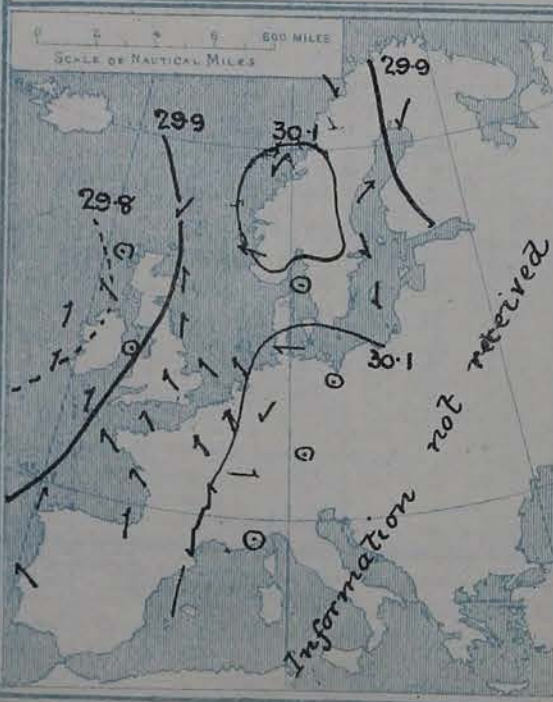 0 2 4 6 600 MILES
SCALE OF NAUTICAL MILES
29.9
29.9
30.1
29.8
30.1
Information not received